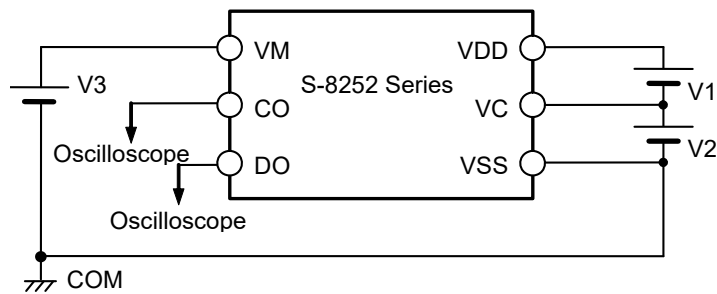 VM
VDD
V3
S-8252 Series
V1
CO
VC
Oscilloscope
V2
DO
VSS
Oscilloscope
COM